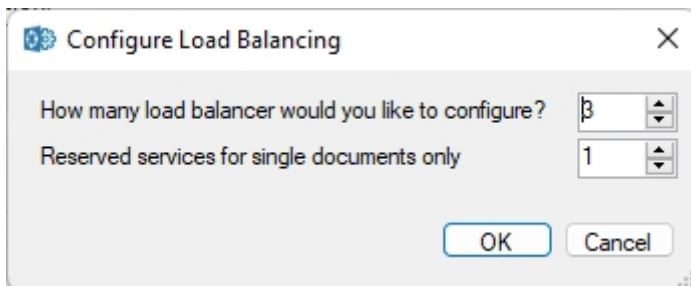 Configure Load Balancing
How many load balancer would you like to configure? 3
Reserved services for single documents only 1
OK Cancel